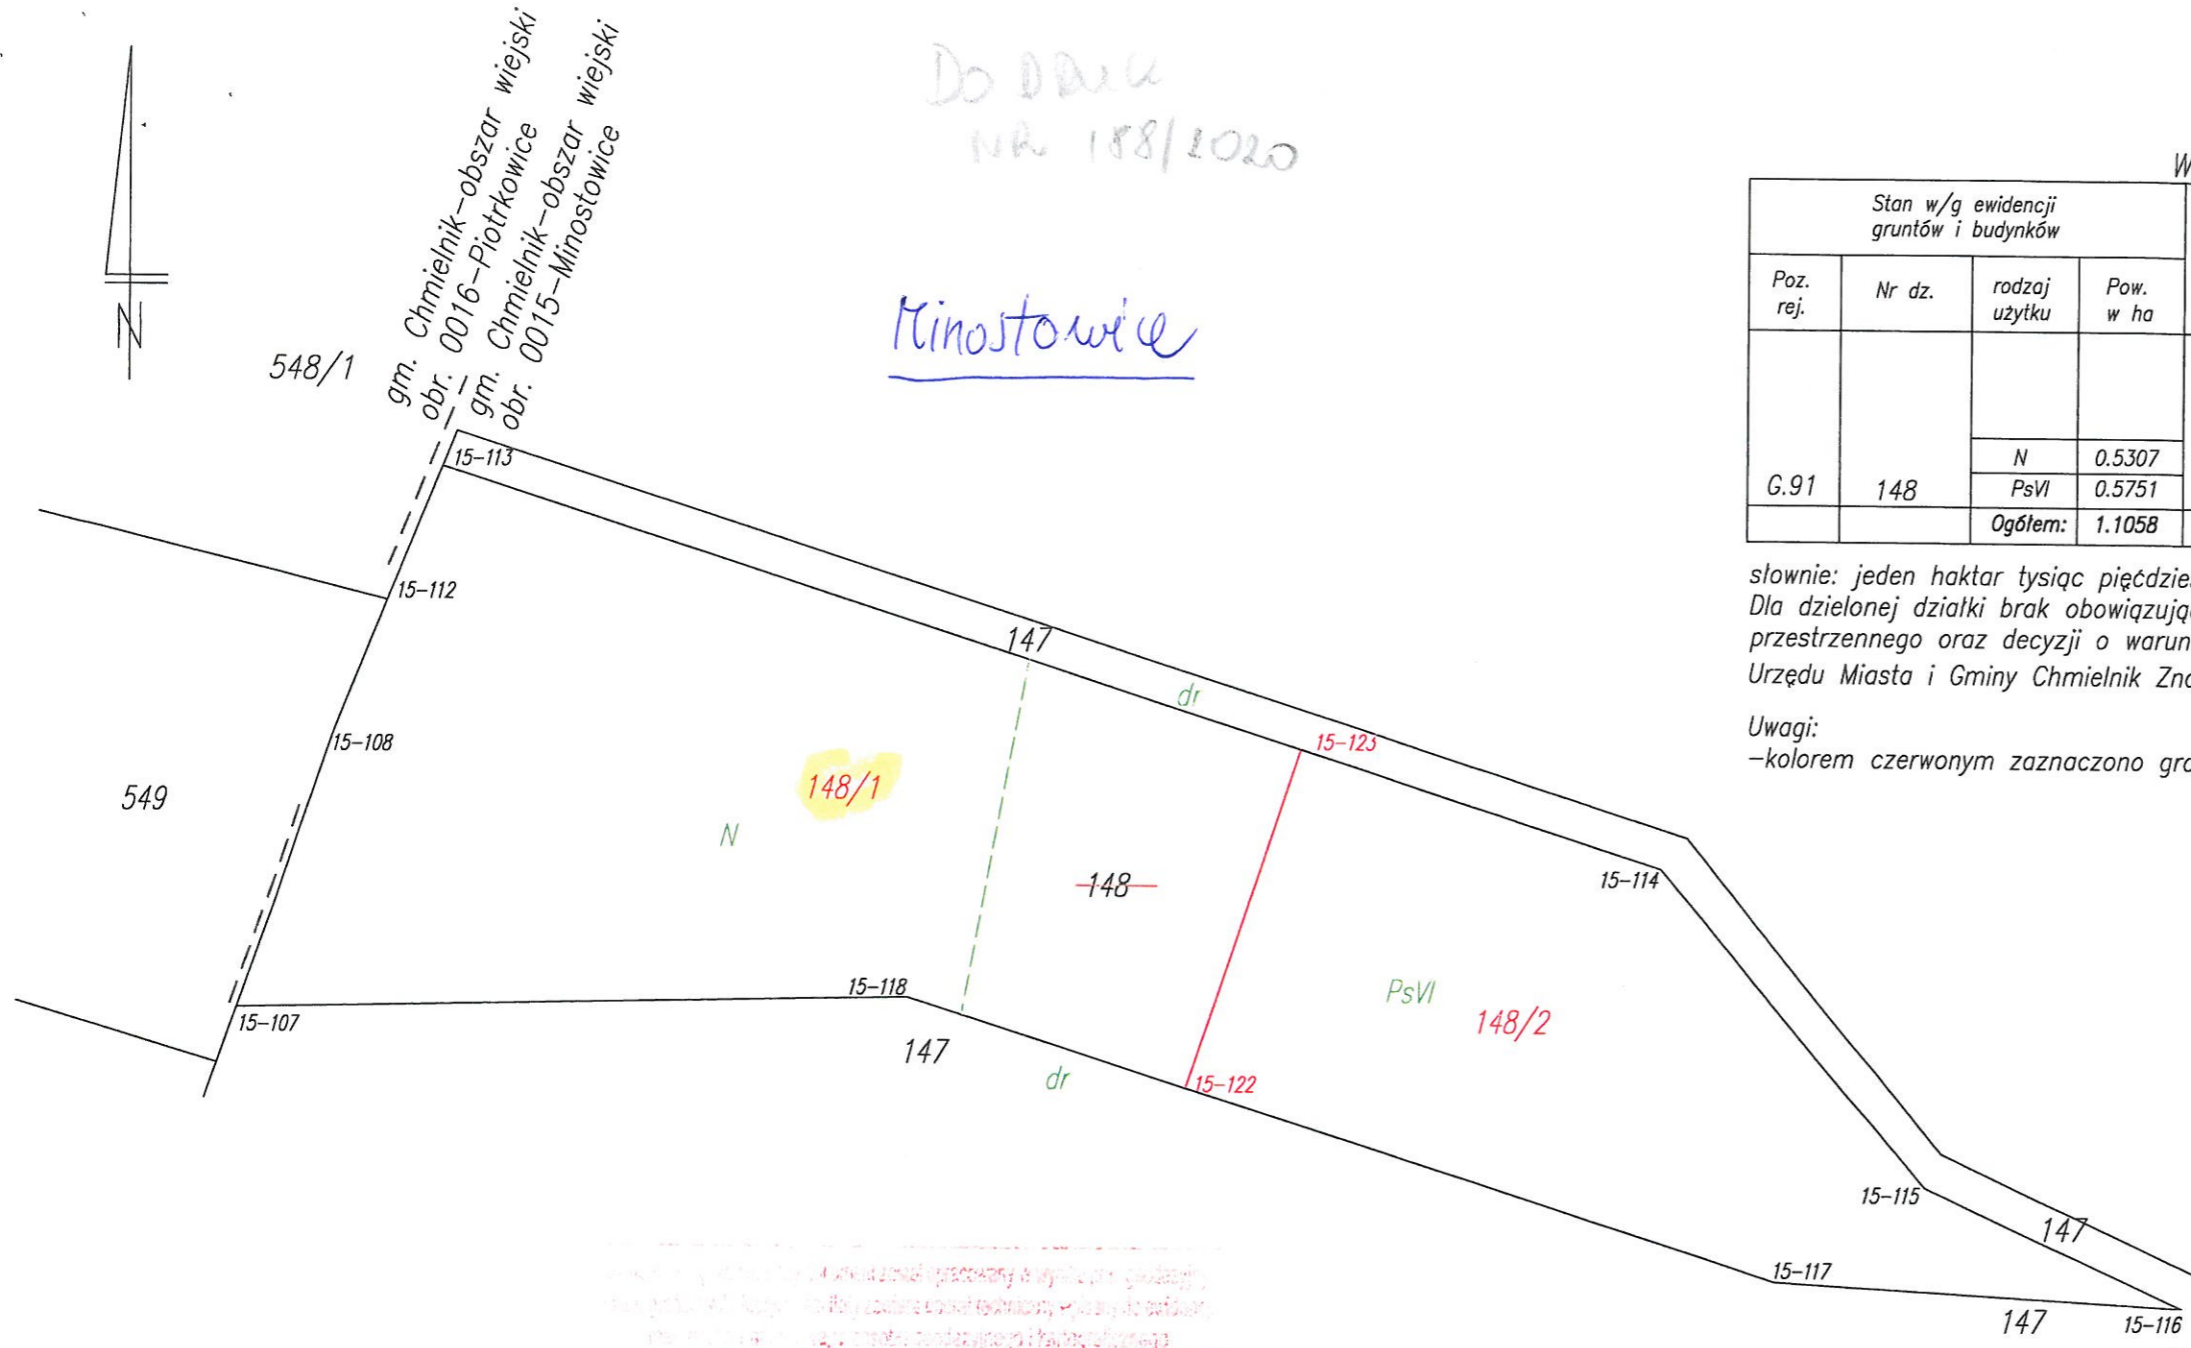 DO DRUK
NR 188/2020
Minostowice
gm. Chmielnik-obszar wiejski
obr. 0016-Piotrkowice
gm. Chmielnik-obszar wiejski
obr. 0015-Minostowice
N
548/1
15-113
15-112
15-108
549
15-107
147
dr
15-123
148/1
N
148
15-114
15-118
PsVI
148/2
147
dr
15-122
15-115
147
15-117
147
15-116
W
Stan w/g ewidencji
gruntów i budynków
Poz. rej.
Nr dz.
rodzaj użytku
Pow. w ha
N 0.5307
G.91 148 PsVI 0.5751
Ogółem: 1.1058
słownie: jeden haktar tysiąc pięćdzie
Dla dzielonej działki brak obowiązują
przestrzennego oraz decyzji o warun
Urzędu Miasta i Gminy Chmielnik Zna
Uwagi:
-kolorem czerwonym zaznaczono gra